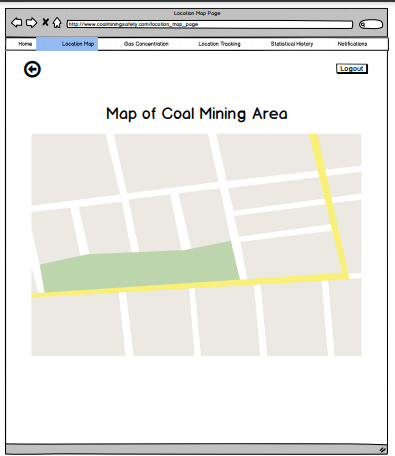 Location Map Page
http://www.coalminingsafety.com/location_map_page
Home Location Map Gas Concentration Location Tracking Statistical History Notifications
Logout
Map of Coal Mining Area